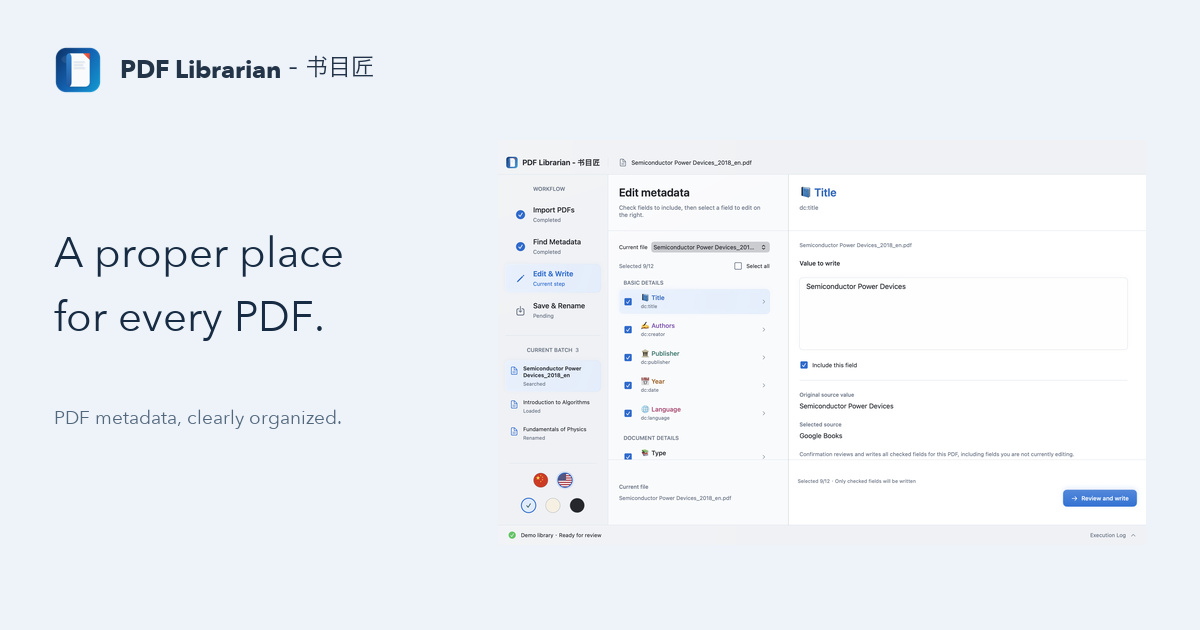 PDF Librarian - 书目匠
A proper place
for every PDF.
PDF metadata, clearly organized.
PDF Librarian - 书目匠
Semiconductor Power Devices_2018_en.pdf
WORKFLOW
Import PDFs
Completed
Find Metadata
Completed
Edit & Write
Current step
Save & Rename
Pending
CURRENT BATCH 3
Semiconductor Power
Devices_2018_en
Searched
Introduction to Algorithms
Loaded
Fundamentals of Physics
Renamed
Edit metadata
Check fields to include, then select a field to edit on
the right.
Current file Semiconductor Power Devices_201...
Selected 9/12 Select all
BASIC DETAILS
Title
dc:title
Authors
dc:creator
Publisher
dc:publisher
Year
dc:date
Language
dc:language
DOCUMENT DETAILS
Type
Current file
Semiconductor Power Devices_2018_en.pdf
Title
dc:title
Semiconductor Power Devices_2018_en.pdf
Value to write
Semiconductor Power Devices
Include this field
Original source value
Semiconductor Power Devices
Selected source
Google Books
Confirmation reviews and writes all checked fields for this PDF, including fields you are not currently editing.
Selected 9/12 · Only checked fields will be written
→ Review and write
Demo library · Ready for review
Execution Log